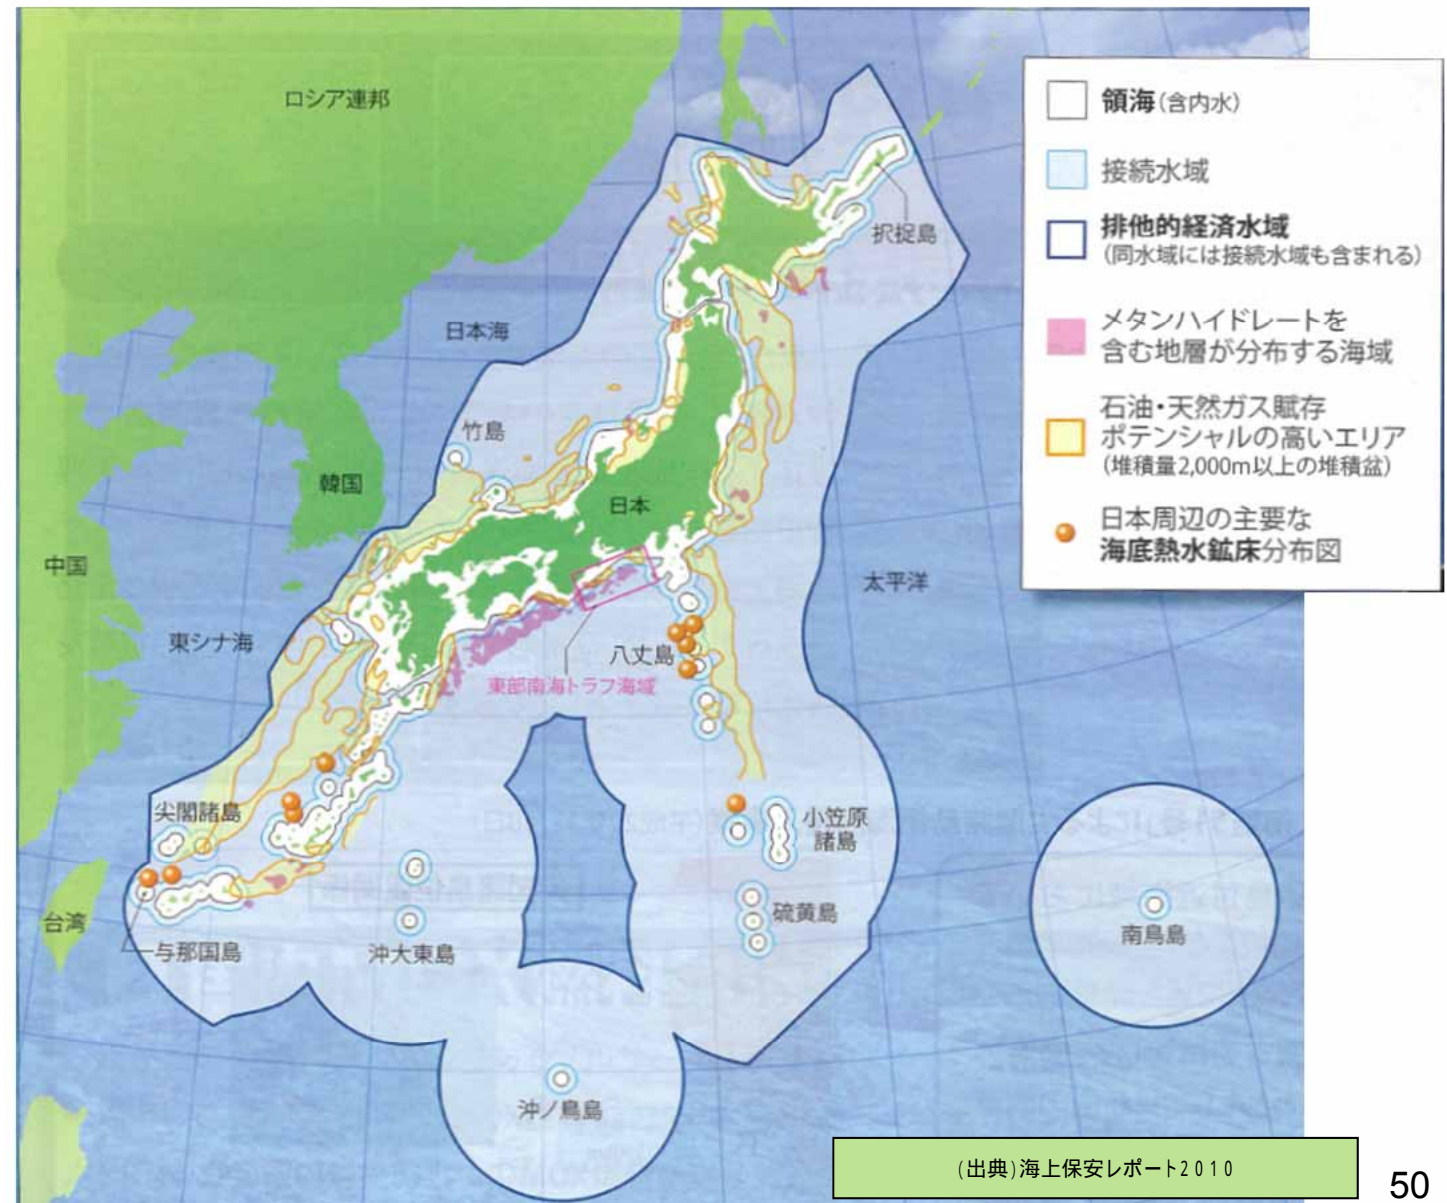 ロシア連邦
択捉島
日本海
竹島
韓国
日本
中国
太平洋
東シナ海
八丈島
東部南海トラフ海域
尖閣諸島
小笠原
諸島
台湾
与那国島
沖大東島
硫黄島
南鳥島
沖ノ鳥島
領海(含内水)
接続水域
排他的経済水域
(同水域には接続水域も含まれる)
メタンハイドレートを
含む地層が分布する海域
石油・天然ガス賦存
ポテンシャルの高いエリア
(堆積量2,000m以上の堆積盆)
日本周辺の主要な
海底熱水鉱床分布図
(出典)海上保安レポート2010
50